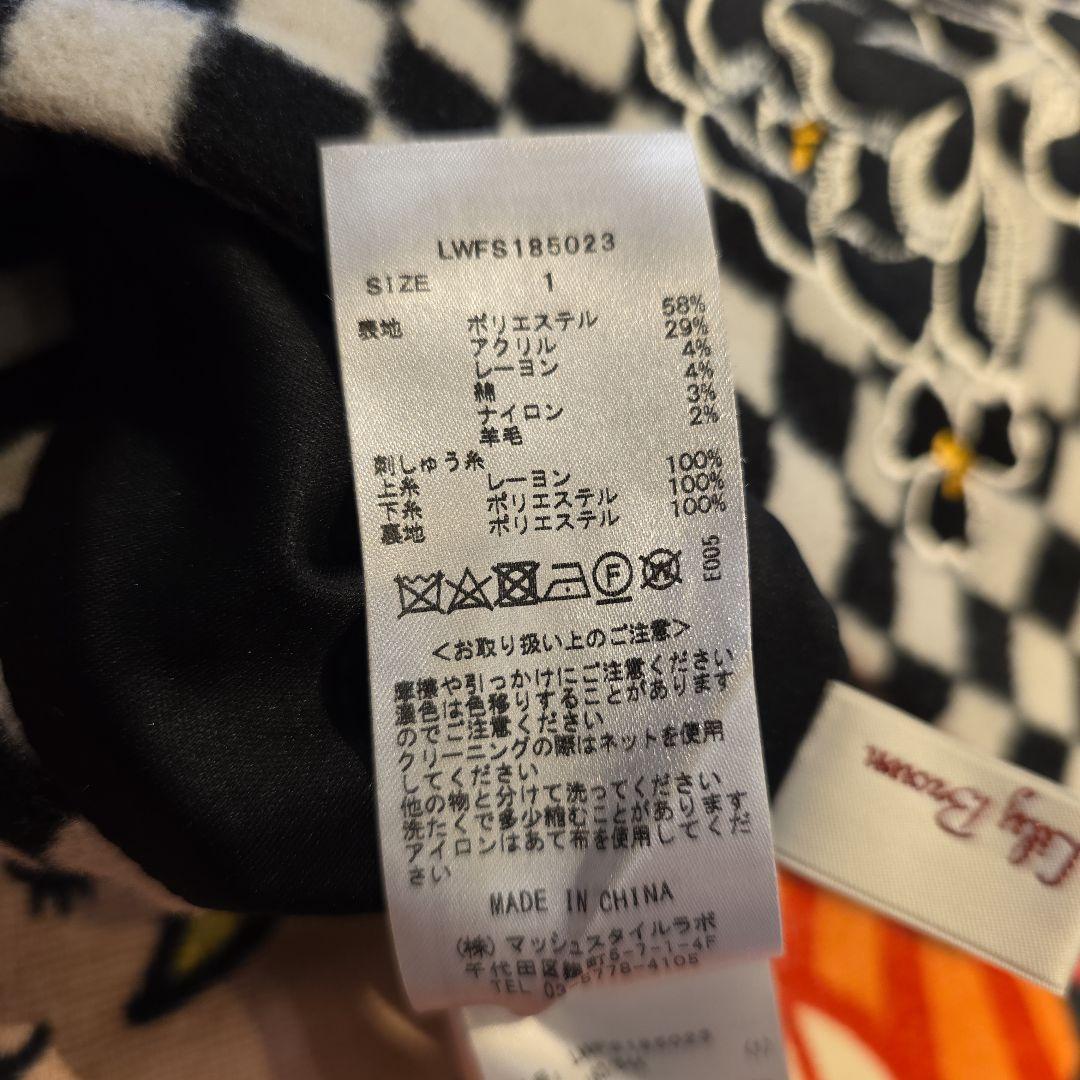 LWFS185023
SIZE 1
表地 ポリエステル 58%
アクリル 29%
レーヨン 4%
綿 4%
ナイロン 3%
羊毛 2%
刺しゅう糸
上糸 レーヨン 100%
下糸 ポリエステル 100%
裏地 ポリエステル 100%
F
W
E005
<お取り扱い上のご注意>
摩擦や引っかけにご注意ください
濃色は色移りすることがあります
のでご注意ください
クリーニングの際はネットを使用
してください
他の物と分けて洗ってください
洗たくで多少縮むことがあります
アイロンはあて布を使用してくだ
さい
MADE IN CHINA
(株)マッシュスタイルラボ
千代田区麹町5-7-1-4F
TEL 03-5778-4105
Lily Brown
LWFS185023
(1)